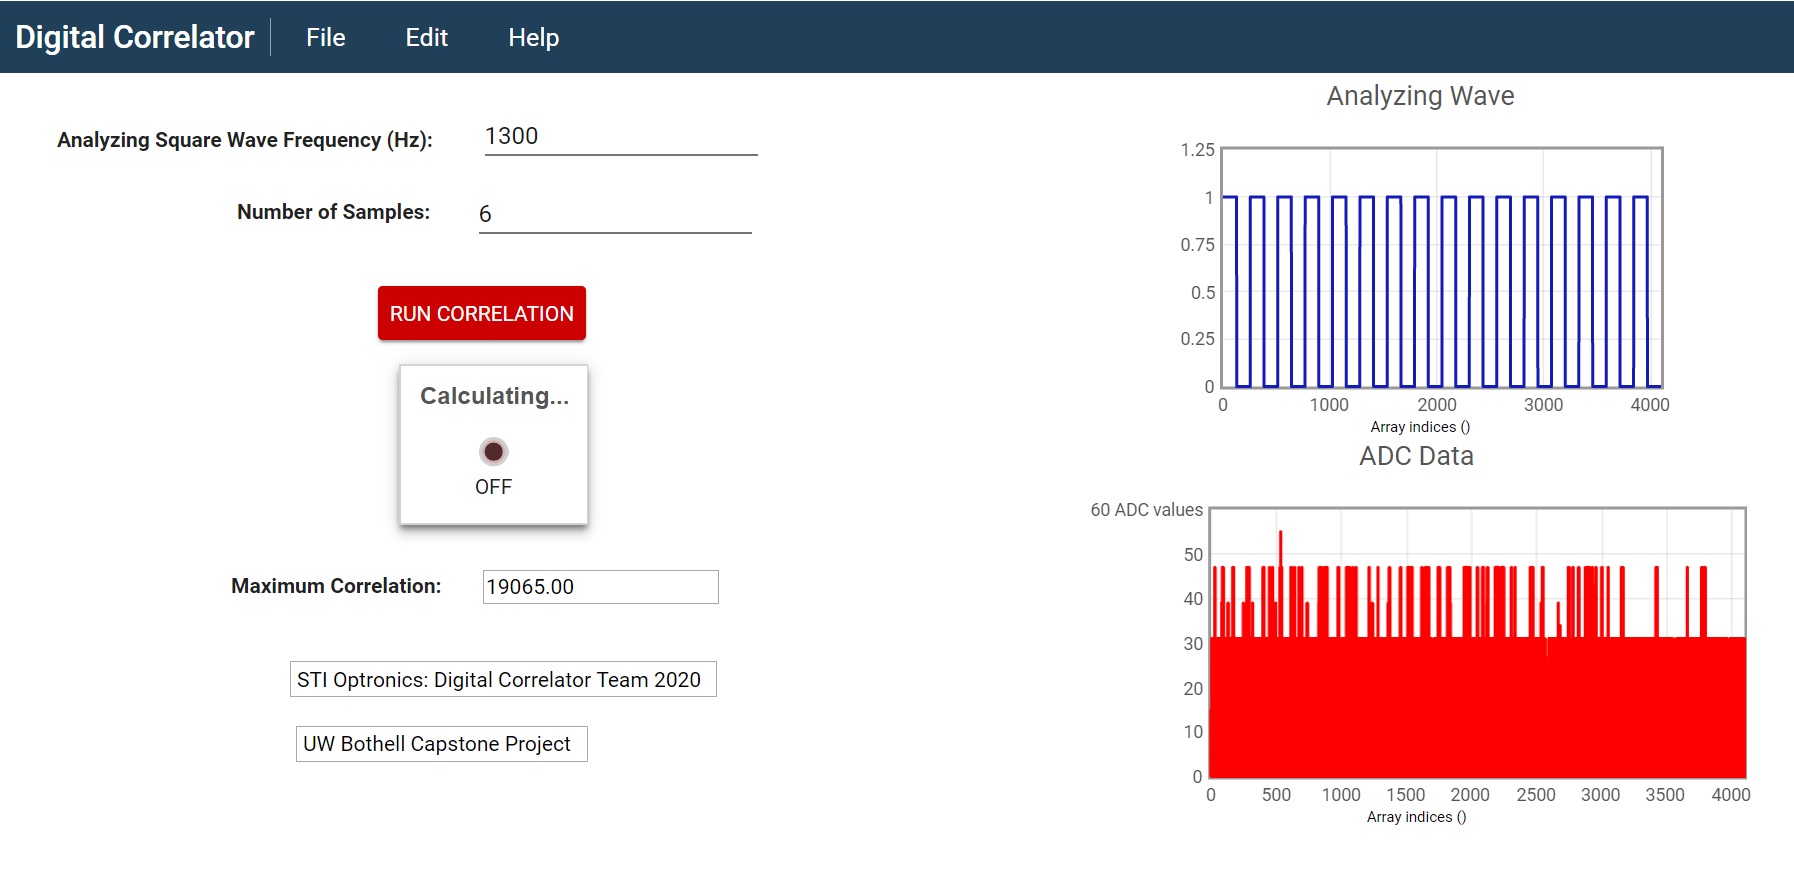 Digital Correlator File Edit Help
Analyzing Square Wave Frequency (Hz): 1300
Number of Samples: 6
RUN CORRELATION
Calculating...
OFF
Maximum Correlation: 19065.00
STI Optronics: Digital Correlator Team 2020
UW Bothell Capstone Project
Analyzing Wave
1.25
1
0.75
0.5
0.25
0
0 1000 2000 3000 4000
Array indices ()
ADC Data
60 ADC values
50
40
30
20
10
0
0 500 1000 1500 2000 2500 3000 3500 4000
Array indices ()